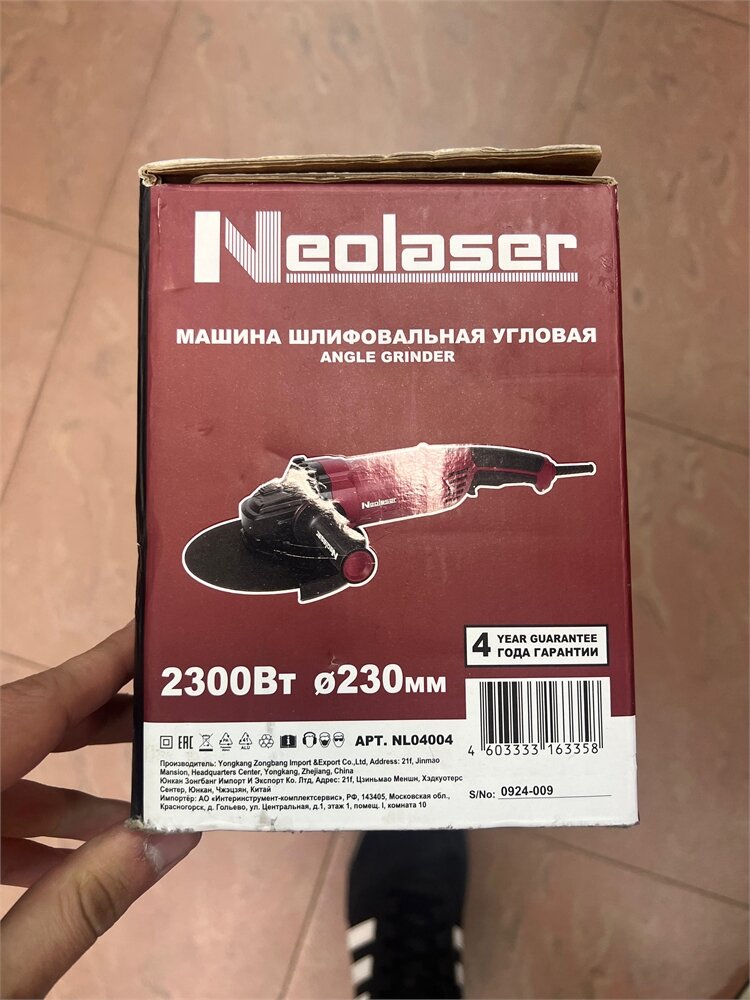 Neolaser
МАШИНА ШЛИФОВАЛЬНАЯ УГЛОВАЯ
ANGLE GRINDER
Neolaser
4 YEAR GUARANTEE
ГОДА ГАРАНТИИ
2300Вт ø230мм
EAC PAP ALU АРТ. NL04004
4 603333 163358
Производитель: Yongkang Zongbang Import &Export Co.,Ltd, Address: 21f, Jinmao
Mansion, Headquarters Center, Yongkang, Zhejiang, China
Юнкан Зонгбанг Импорт И Экспорт Ко. Лтд, Адрес: 21f, Цзиньмао Меншн, Хэдкуотерс
Сентер, Юнкан, Чжэцзян, Китай
Импортёр: АО «Интеринструмент-комплектсервис», РФ, 143405, Московская обл.,
Красногорск, д. Гольево, ул. Центральная, д.1, этаж 1, помещ. I, комната 10
S/No: 0924-009